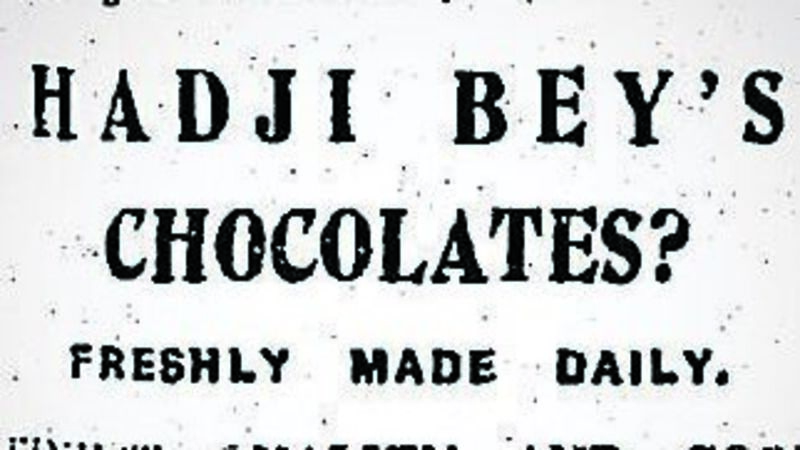 HADJI BEY'S
CHOCOLATES?
FRESHLY MADE DAILY.